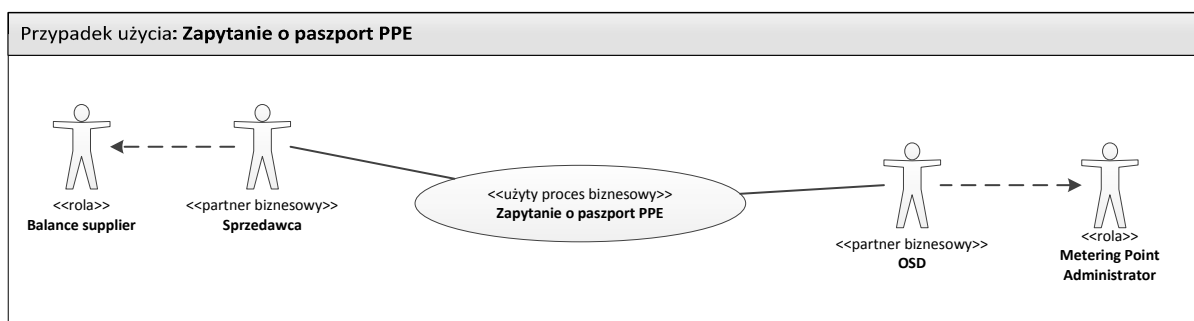 Przypadek użycia: Zapytanie o paszport PPE
<<rola>>
Balance supplier
<<partner biznesowy>>
Sprzedawca
<<użyty proces biznesowy>>
Zapytanie o paszport PPE
<<partner biznesowy>>
OSD
<<rola>>
Metering Point
Administrator